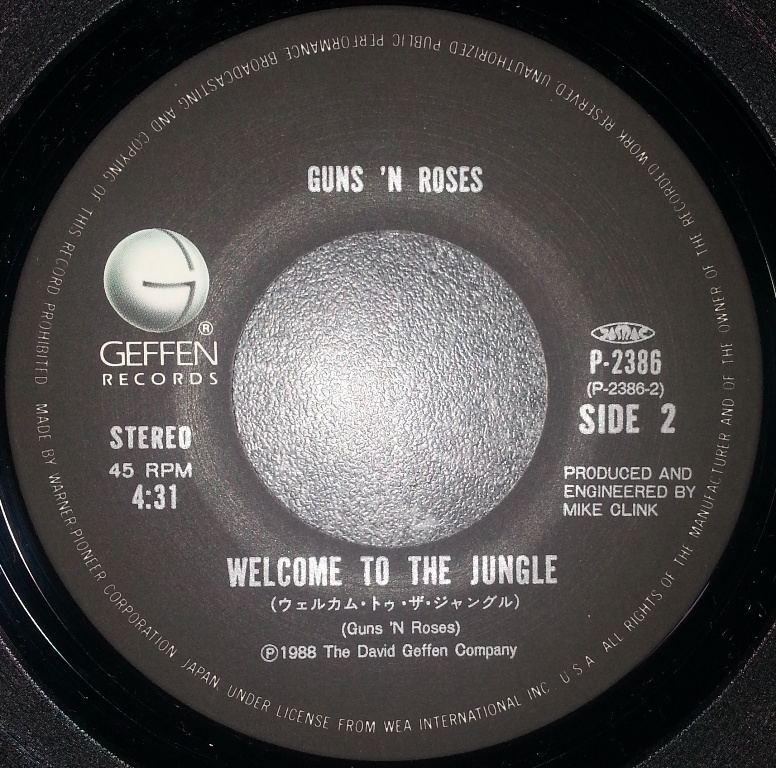 GUNS 'N ROSES
G
®
GEFFEN
RECORDS
STEREO
45 RPM
4:31
JASRAC
P-2386
(P-2386-2)
SIDE 2
PRODUCED AND
ENGINEERED BY
MIKE CLINK
WELCOME TO THE JUNGLE
(ウェルカム・トゥ・ザ・ジャングル)
(Guns 'N Roses)
Ⓟ1988 The David Geffen Company
MADE BY WARNER-PIONEER CORPORATION JAPAN, UNDER LICENSE FROM WEA INTERNATIONAL INC. U.S.A. ALL RIGHTS OF THE MANUFACTURER AND OF THE OWNER OF THE RECORDED WORK RESERVED UNAUTHORIZED PUBLIC PERFORMANCE BROADCASTING AND COPYING OF THIS RECORD PROHIBITED